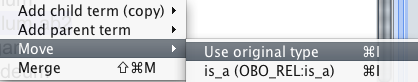 Add child term (copy) ▶
Add parent term ▶
Move ▶
Merge ⇧⌘M
Use original type ⌘I
is_a (OBO_REL:is_a) ⌘I